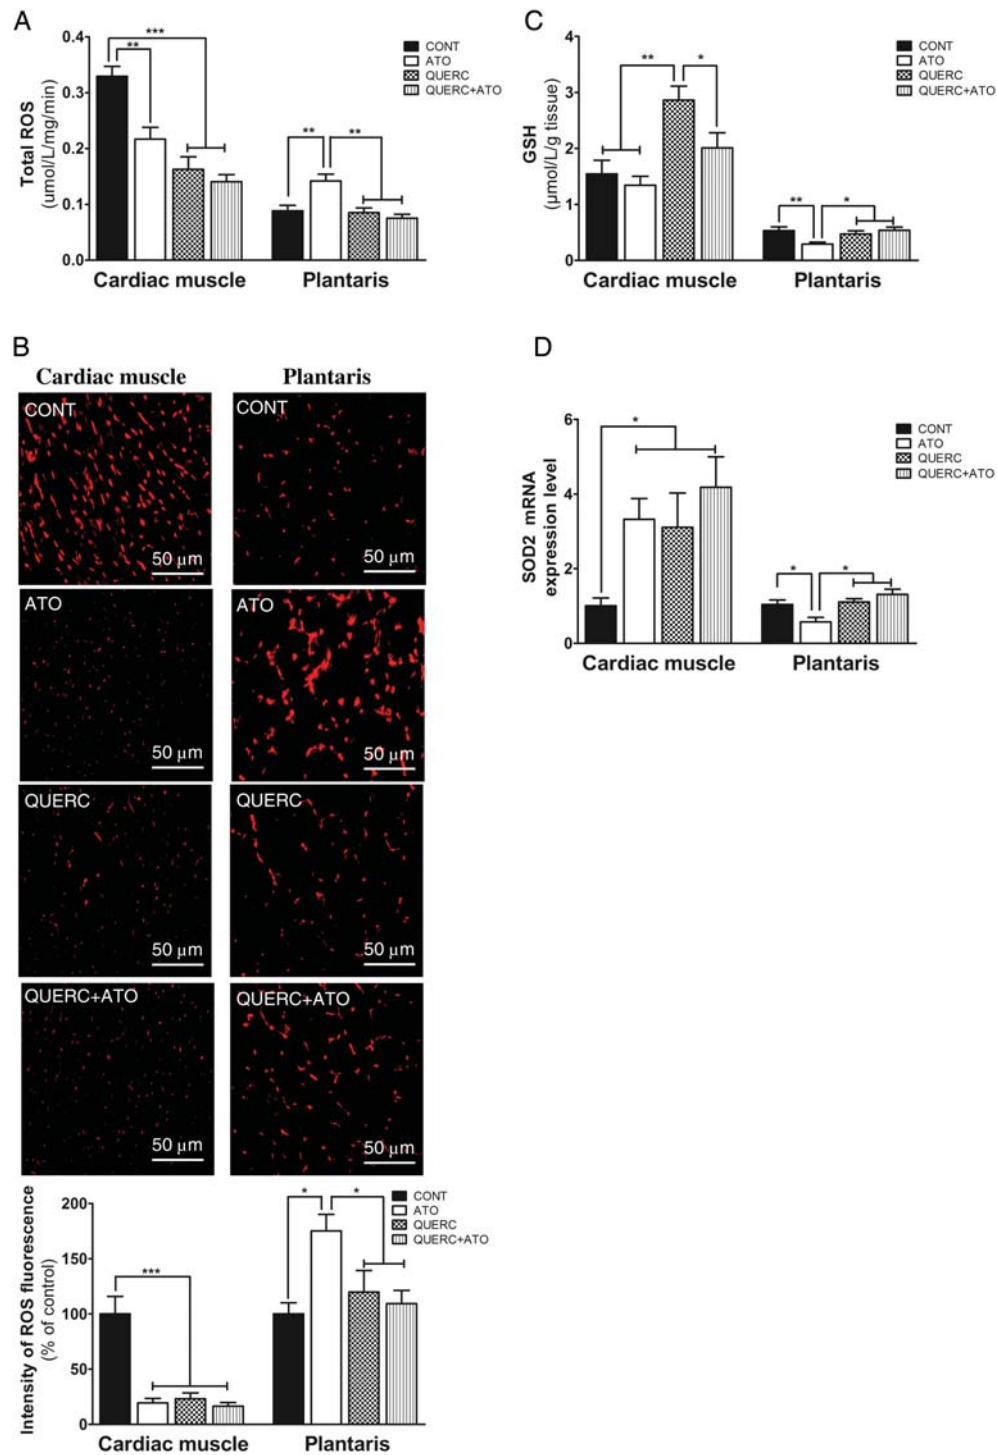 A
Total ROS
(umol/L/mg/min)
0.4
0.3
0.2
0.1
0.0
***
**
**
**
CONT
ATO
QUERC
QUERC+ATO
Cardiac muscle
Plantaris
C
GSH
(µmol/L/g tissue)
4
3
2
1
0
**
*
**
*
CONT
ATO
QUERC
QUERC+ATO
Cardiac muscle
Plantaris
B
Cardiac muscle
Plantaris
CONT
50 µm
CONT
50 µm
ATO
50 µm
ATO
50 µm
QUERC
50 µm
QUERC
50 µm
QUERC+ATO
50 µm
QUERC+ATO
50 µm
Intensity of ROS fluorescence
(% of control)
200
150
100
50
0
***
*
*
CONT
ATO
QUERC
QUERC+ATO
Cardiac muscle
Plantaris
D
SOD2 mRNA
expression level
6
4
2
0
*
*
*
CONT
ATO
QUERC
QUERC+ATO
Cardiac muscle
Plantaris